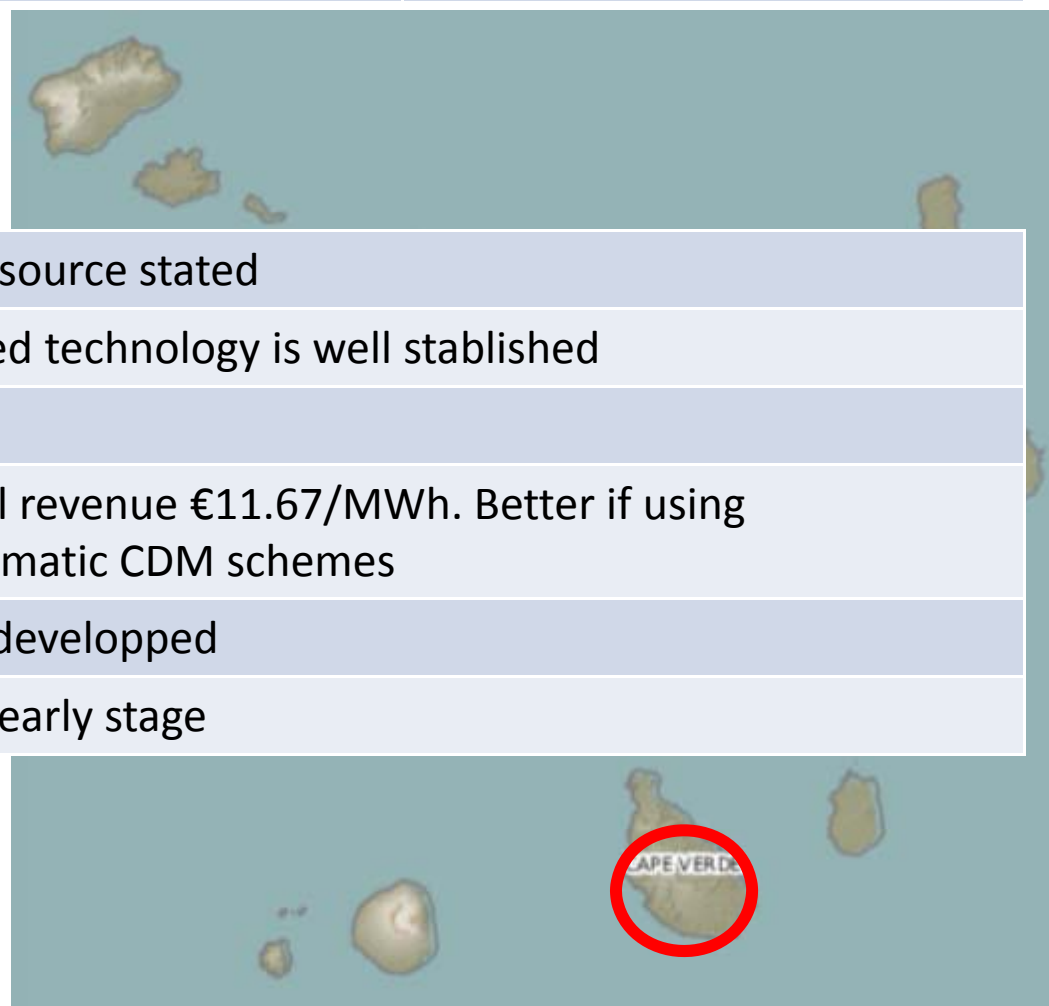 source stated
ed technology is well stablished
l revenue €11.67/MWh. Better if using
matic CDM schemes
developped
early stage
CAPE VERDE